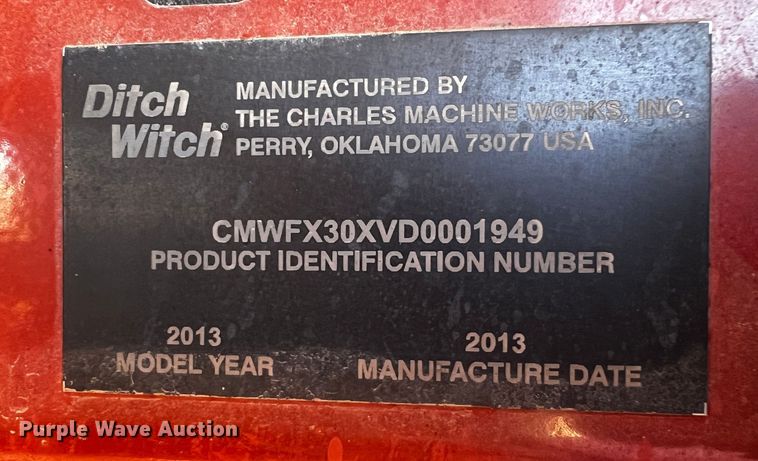 Ditch Witch®
MANUFACTURED BY
THE CHARLES MACHINE WORKS, INC.
PERRY, OKLAHOMA 73077 USA
CMWFX30XVD0001949
PRODUCT IDENTIFICATION NUMBER
2013
MODEL YEAR
2013
MANUFACTURE DATE
Purple Wave Auction